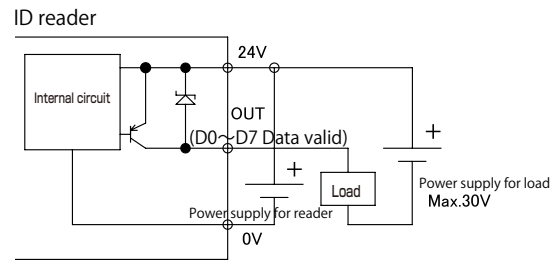 ID reader
24V
Internal circuit
OUT
(D0～D7 Data valid)
+
+
Load
Power supply for load
Max.30V
Power supply for reader
0V